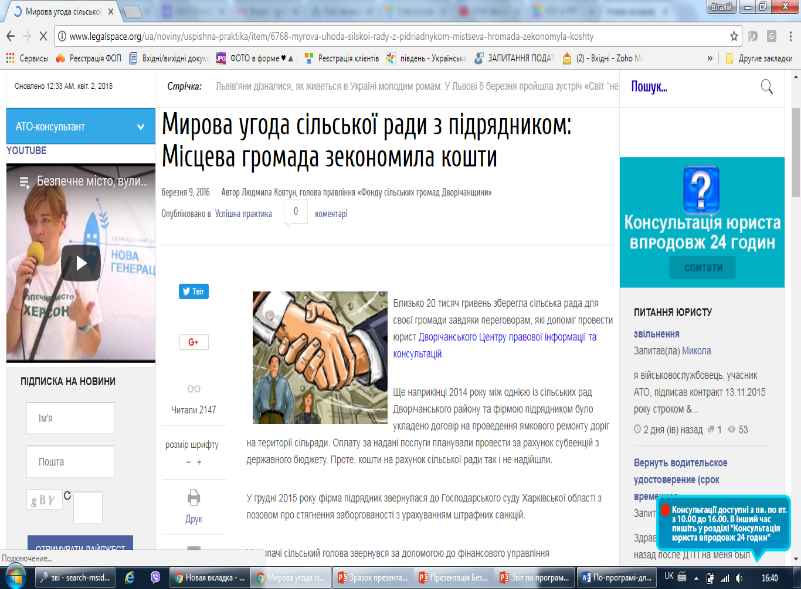 Мирова угода сільської
Віталій
www.legalspace.org/ua/noviny/uspishna-praktika/item/6768-myrova-uhoda-silskoi-rady-z-pidriadnykom-mistseva-hromada-zekonomyla-koshty
Сервисы
Реєстрація ФОП
Вхідні/вихідні докум
ФОТО в форме ♥ ▲
Реєстрація клієнтів
південь - Українська
ЗАПИТАННЯ ПОДАТ
(2) - Вхідні - Zoho M
»
Другие закладки
Оновлено 12:33 AM, квіт. 2, 2018
Стрічка:
Львів'яни дізналися, як живеться в Україні молодим ромам: У Львові 8 березня пройшла зустріч «Світ "не
Пошук...
АТО-консультант
YOUTUBE
Безпечне місто, вули...
НОВА
ГЕНЕРАЦ
ХЕРСОН
ПІДПИСКА НА НОВИНИ
Ім'я
Пошта
gBY
ОТРИМУВАТИ ДАЙДЖЕСТ
Подключение...
Мирова угода сільської ради з підрядником:
Місцева громада зекономила кошти
березня 9, 2016 Автор Людмила Ковтун, голова правління «Фонду сільських громад Дворічанщини»
Опубліковано в Успішна практика 0 коментарі
Твіт
G+
Читали 2147
розмір шрифту
– +
Друк
Близько 20 тисяч гривень зберегла сільська рада для
своєї громади завдяки переговорам, які допоміг провести
юрист Дворічанського Центру правової інформації та
консультацій.
Ще наприкінці 2014 року між однією із сільських рад
Дворічанського району та фірмою підрядником було
укладено договір на проведення ямкового ремонту доріг
на території сільради. Оплату за надані послуги планували провести за рахунок субвенцій з
державного бюджету. Проте, кошти на рахунок сільської ради так і не надійшли.
У грудні 2015 року фірма підрядник звернулася до Господарського суду Харківської області з
позовом про стягнення заборгованості з урахуванням штрафних санкцій.
сільський голова звернувся за допомогою до фінансового управління
?
Консультація юриста
впродовж 24 годин
спитати
ПИТАННЯ ЮРИСТУ
звільнення
Запитав(ла) Микола
я військовослужбовець, учасник
АТО, підписав контракт 13.11.2015
року строком &...
2 дня (ів) назад 1 53
Вернуть водительское
удостоверение (срок
Консультації доступні з пн. по пт.
з 10.00 до 16.00. В інший час
пишіть у розділі "Консультація
юриста впродовж 24 годин"
назад после ДТП на меня был
зві - search-ms:d...
Новая вкладка - ...
Мирова угода сі...
Зразок презента...
Презентація Без...
Звіт по програм...
По-програмі-дл...
UK
16:40